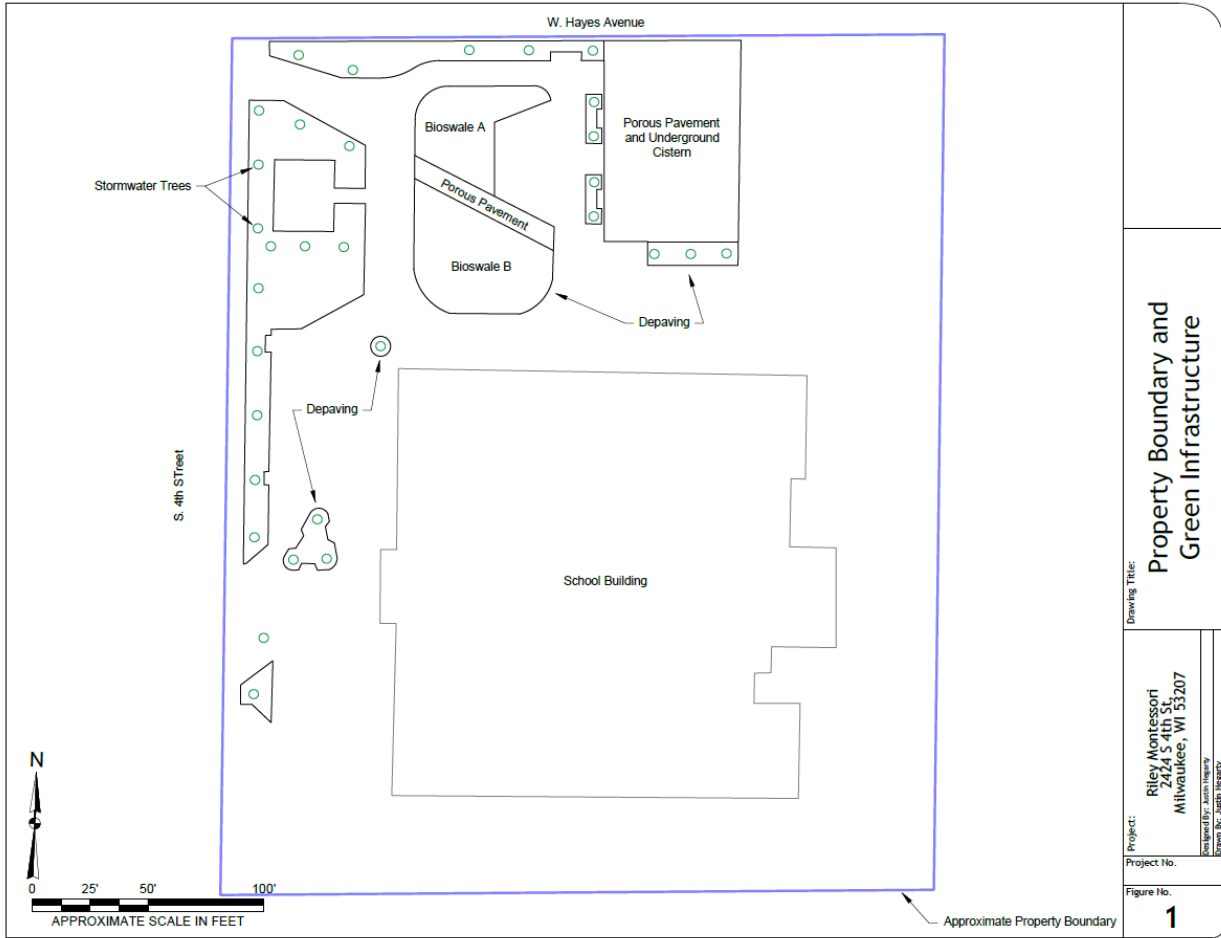 W. Hayes Avenue
Bioswale A
Porous Pavement
and Underground
Cistern
Stormwater Trees
Porous Pavement
Bioswale B
Depaving
Depaving
S. 4th STreet
School Building
N
0 25' 50' 100'
APPROXIMATE SCALE IN FEET
Approximate Property Boundary
Drawing Title:
Property Boundary and
Green Infrastructure
Project:
Riley Montessori
2424 S 4th St,
Milwaukee, WI 53207
Designed By: Justin Hegarty
Drawn By: Justin Hegarty
Project No.
Figure No.
1